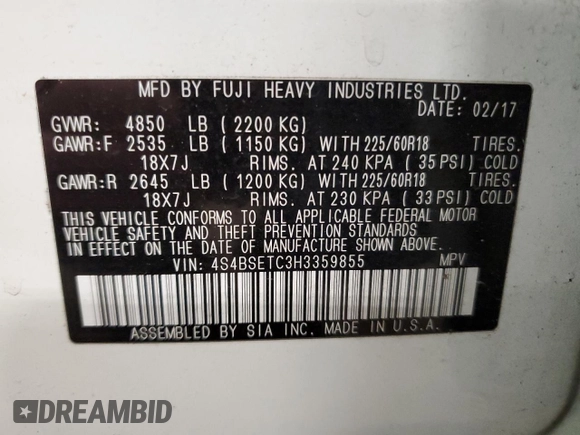 MFD BY FUJI HEAVY INDUSTRIES LTD.
DATE: 02/17
GVWR: 4850 LB ( 2200 KG)
GAWR:F 2535 LB ( 1150 KG) WITH 225/60R18 TIRES.
18X7J RIMS. AT 240 KPA ( 35 PSI) COLD
GAWR:R 2645 LB ( 1200 KG) WITH 225/60R18 TIRES.
18X7J RIMS. AT 230 KPA ( 33 PSI) COLD
THIS VEHICLE CONFORMS TO ALL APPLICABLE FEDERAL MOTOR
VEHICLE SAFETY AND THEFT PREVENTION STANDARDS
IN EFFECT ON THE DATE OF MANUFACTURE SHOWN ABOVE.
VIN: 4S4BSETC3H3359855 MPV
ASSEMBLED BY SIA INC. MADE IN U.S.A.
DREAMBID